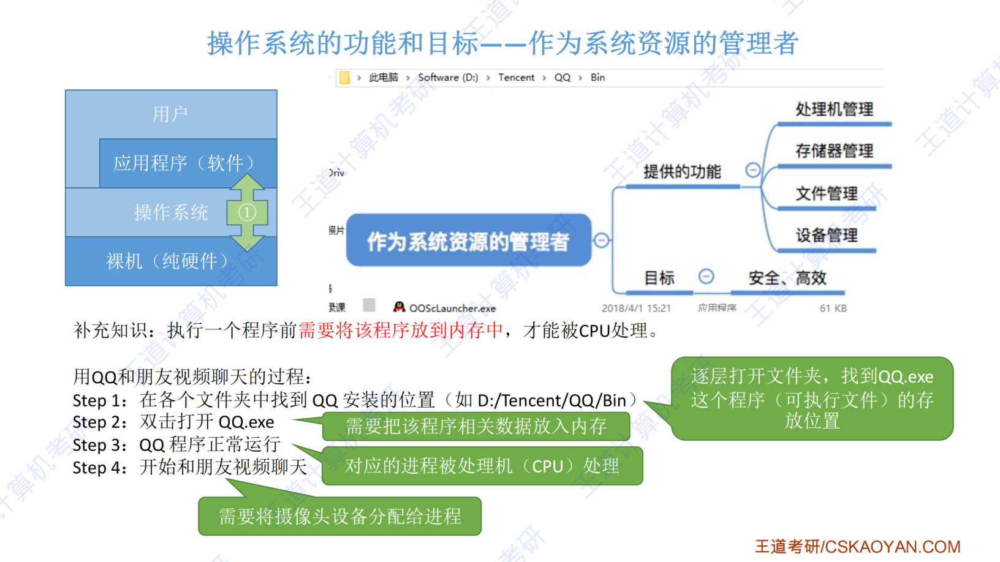 操作系统的功能和目标——作为系统资源的管理者
此电脑 › Software (D:) › Tencent › QQ › Bin
用户
应用程序（软件）
操作系统
①
裸机（纯硬件）
处理机管理
存储器管理
提供的功能
文件管理
设备管理
作为系统资源的管理者
目标
安全、高效
照片
录课
QQScLauncher.exe 2018/4/1 15:21 应用程序 61 KB
补充知识：执行一个程序前需要将该程序放到内存中，才能被CPU处理。
用QQ和朋友视频聊天的过程：
Step 1：在各个文件夹中找到 QQ 安装的位置（如 D:/Tencent/QQ/Bin）
Step 2：双击打开 QQ.exe
Step 3：QQ 程序正常运行
Step 4：开始和朋友视频聊天
逐层打开文件夹，找到QQ.exe
这个程序（可执行文件）的存
放位置
需要把该程序相关数据放入内存
对应的进程被处理机（CPU）处理
需要将摄像头设备分配给进程
王道考研/CSKAOYAN.COM
王道计算机考研